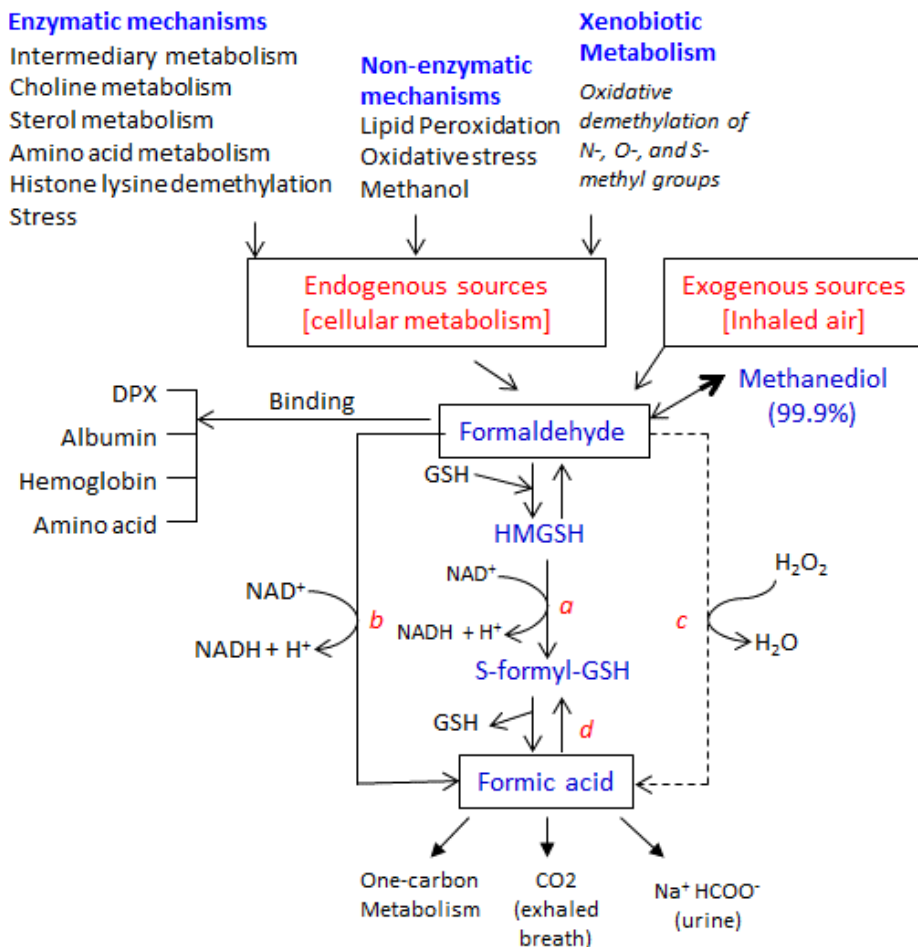 Enzymatic mechanisms
Intermediary metabolism
Choline metabolism
Sterol metabolism
Amino acid metabolism
Histone lysine demethylation
Stress
Non-enzymatic
mechanisms
Lipid Peroxidation
Oxidative stress
Methanol
Xenobiotic
Metabolism
Oxidative
demethylation of
N-, O-, and S-
methyl groups
Endogenous sources
[cellular metabolism]
Exogenous sources
[Inhaled air]
Methanediol
(99.9%)
DPX
Albumin
Hemoglobin
Amino acid
Binding
Formaldehyde
GSH
HMGSH
NAD⁺
NADH + H⁺
b
NAD⁺
NADH + H⁺
a
c
H₂O₂
H₂O
S-formyl-GSH
GSH
d
Formic acid
One-carbon
Metabolism
CO2
(exhaled
breath)
Na⁺ HCOO⁻
(urine)